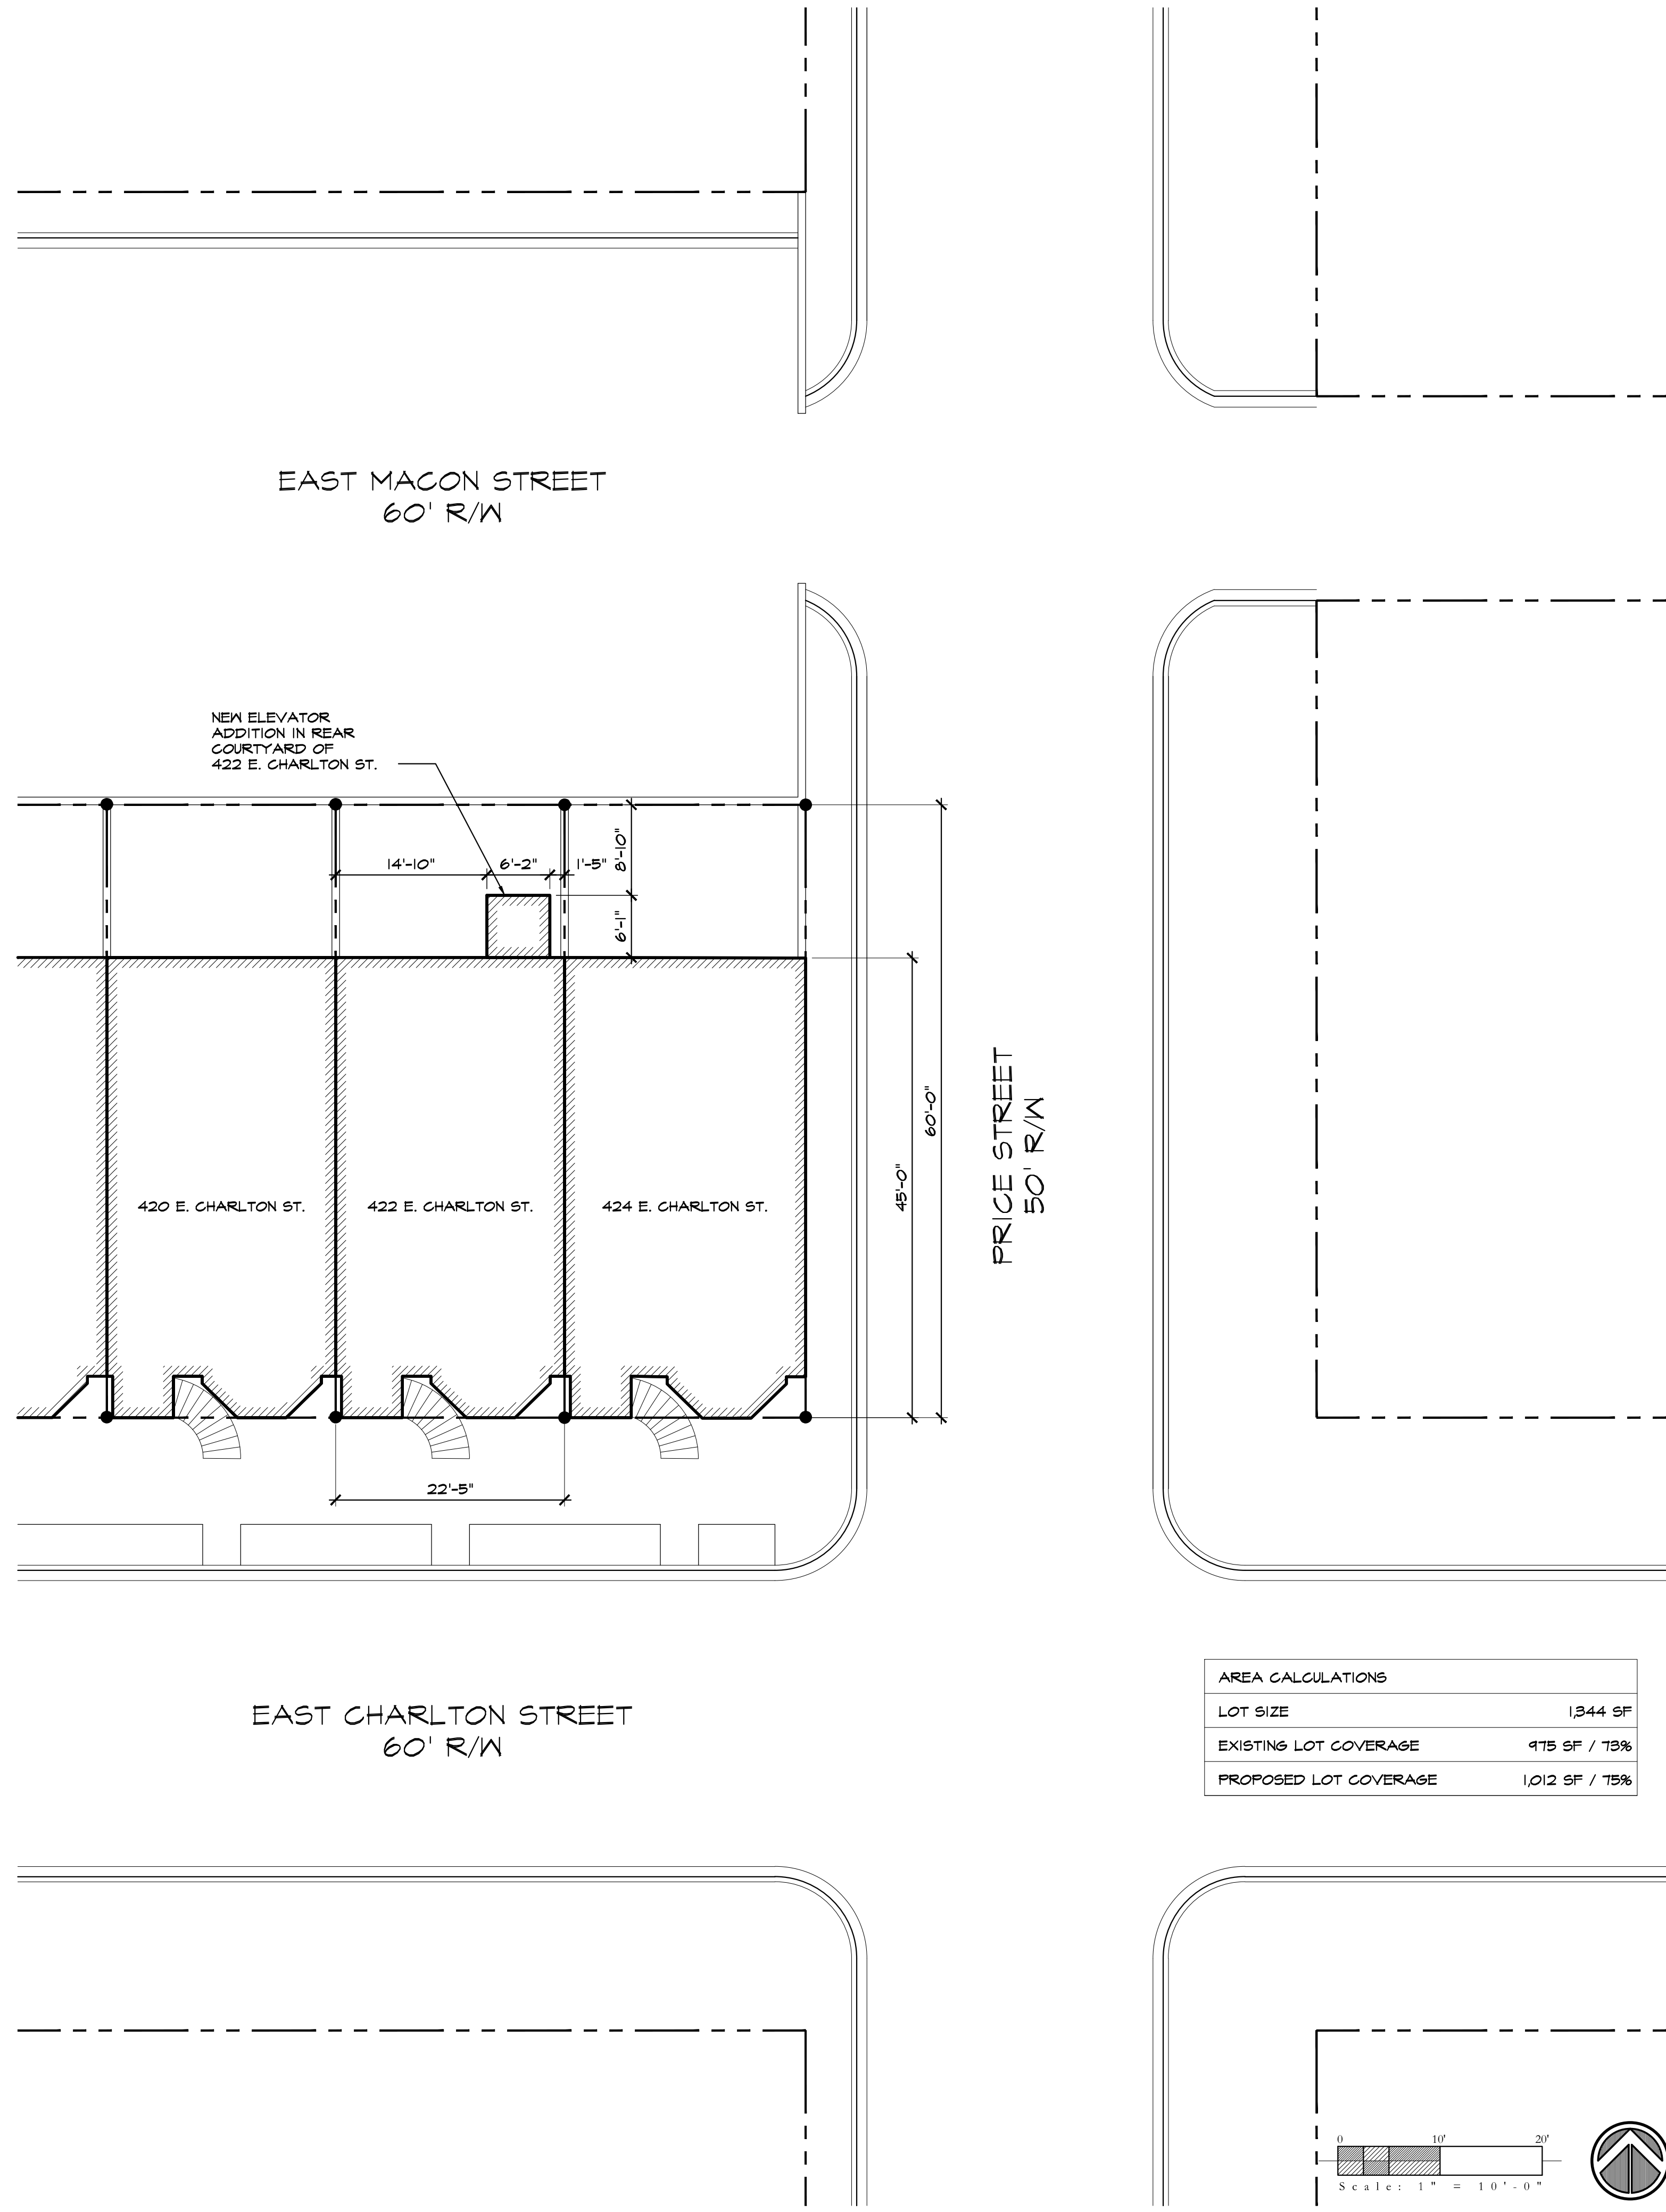 EAST MACON STREET
60' R/W
NEW ELEVATOR
ADDITION IN REAR
COURTYARD OF
422 E. CHARLTON ST.
14'-10"
6'-2"
1'-5"
8'-10"
6'-1"
420 E. CHARLTON ST.
422 E. CHARLTON ST.
424 E. CHARLTON ST.
45'-0"
60'-0"
PRICE STREET
50' R/W
22'-5"
EAST CHARLTON STREET
60' R/W
AREA CALCULATIONS
LOT SIZE 1,344 SF
EXISTING LOT COVERAGE 975 SF / 73%
PROPOSED LOT COVERAGE 1,012 SF / 75%
0 10' 20'
Scale: 1" = 10'-0"